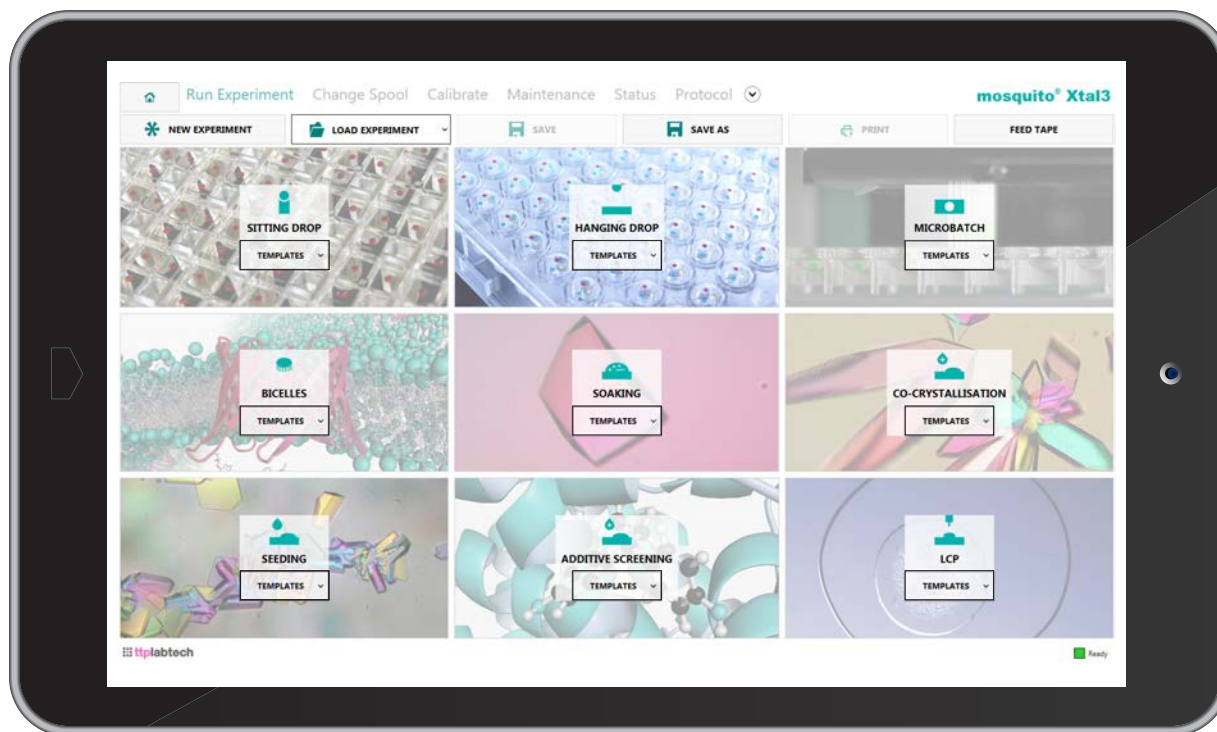 Run Experiment Change Spool Calibrate Maintenance Status Protocol
mosquito® Xtal3
NEW EXPERIMENT LOAD EXPERIMENT SAVE SAVE AS PRINT FEED TAPE
SITTING DROP
TEMPLATES
HANGING DROP
TEMPLATES
MICROBATCH
TEMPLATES
BICELLES
TEMPLATES
SOAKING
TEMPLATES
CO-CRYSTALLISATION
TEMPLATES
SEEDING
TEMPLATES
ADDITIVE SCREENING
TEMPLATES
LCP
TEMPLATES
ttplabtech
Ready